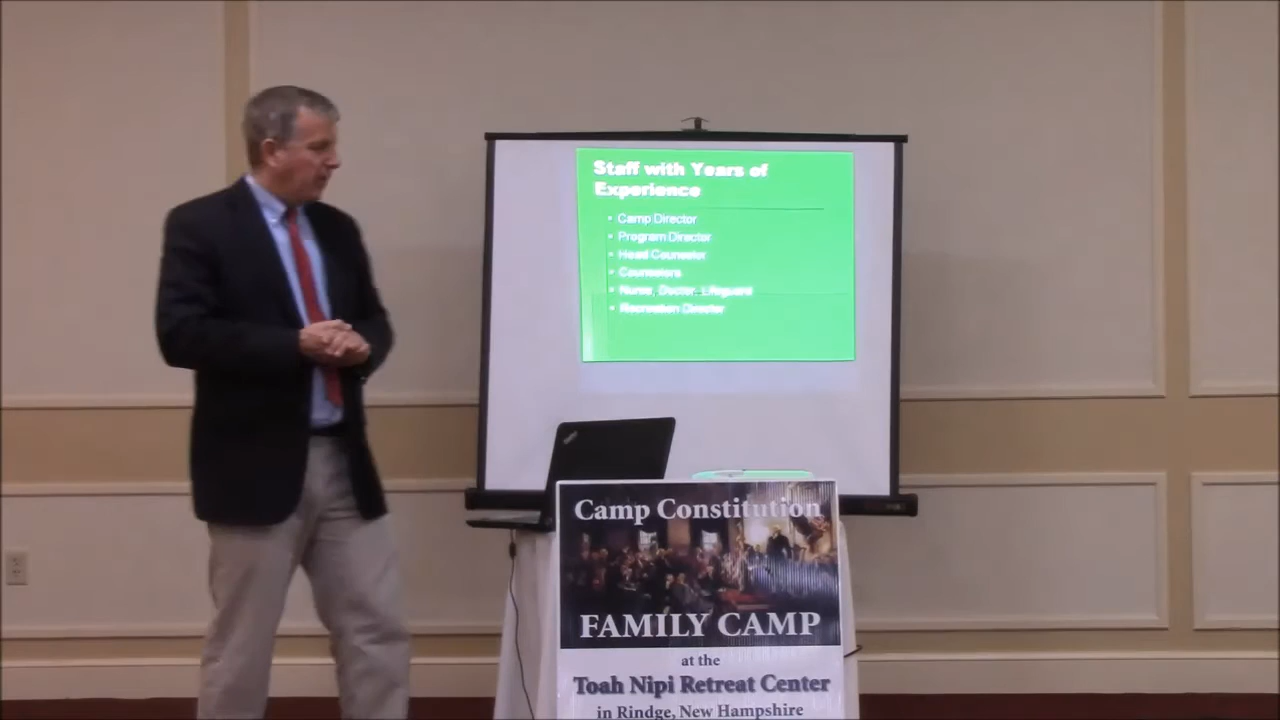 Staff with Years of
Experience
Camp Director
Program Director
Head Counselor
Counselors
Nurse, Doctor, Lifeguard
Recreation Director
Camp Constitution
FAMILY CAMP
at the
Toah Nipi Retreat Center
in Rindge, New Hampshire